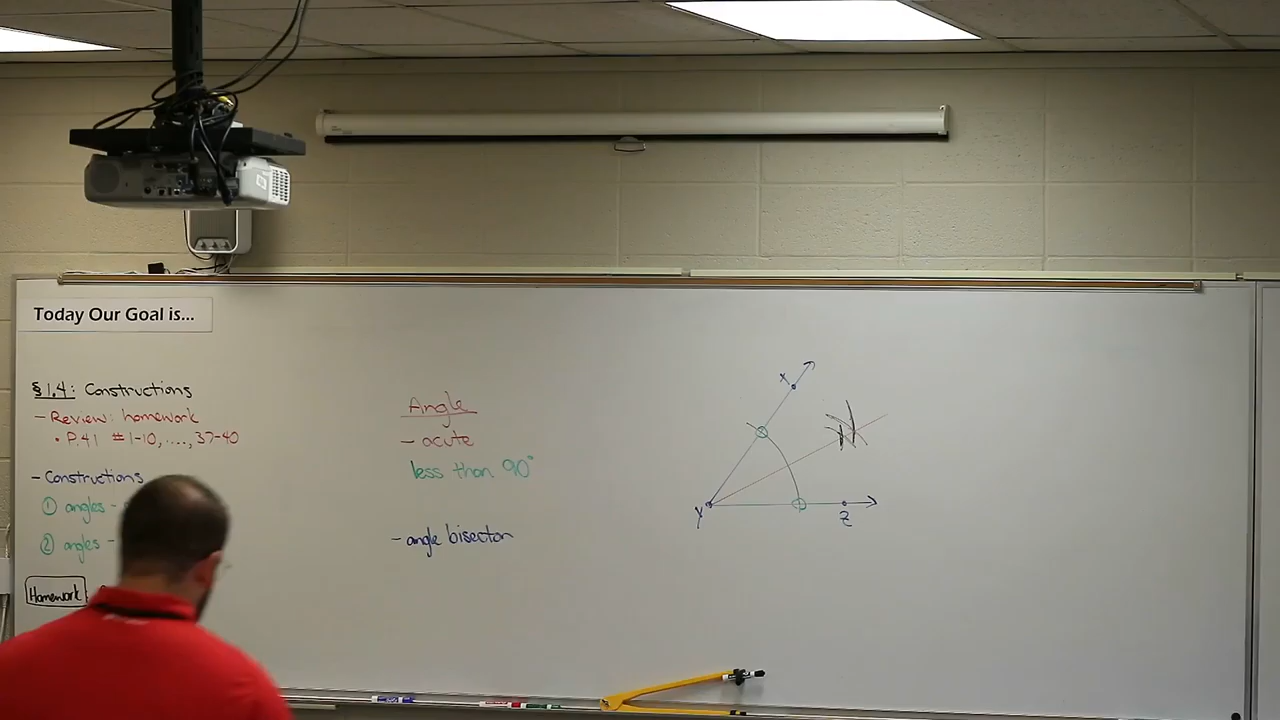 Today Our Goal is...
§1.4: Constructions
- Review: homework
• P.41 # 1-10, ...., 37-40
- Constructions
① angles -
② angles -
Homework
Angle
- acute
less than 90°
- angle bisector
X
Y
Z